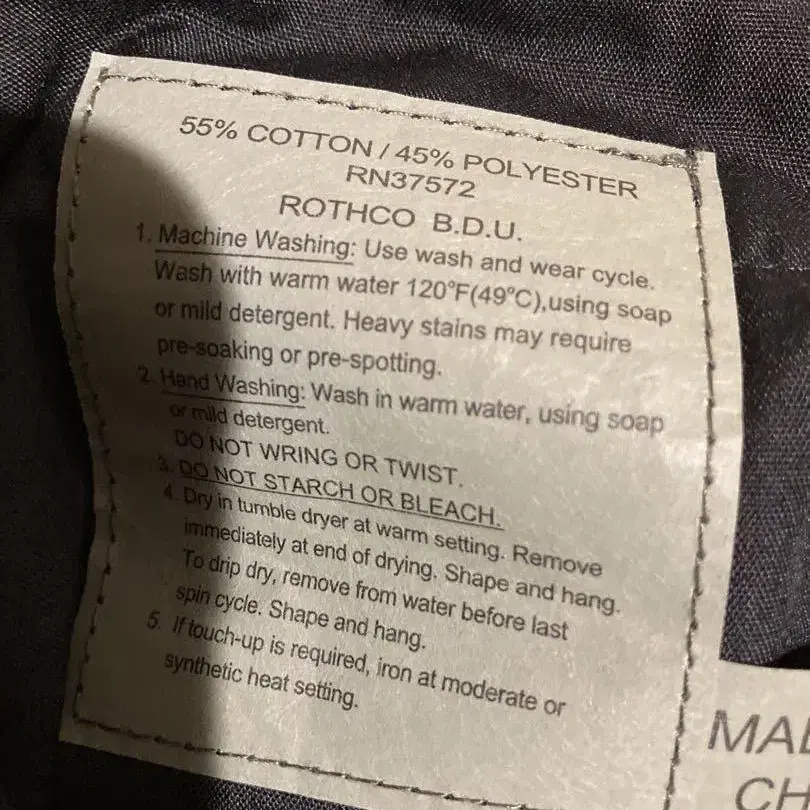 55% COTTON / 45% POLYESTER
RN37572
ROTHCO B.D.U.
1. Machine Washing: Use wash and wear cycle.
Wash with warm water 120°F(49°C),using soap
or mild detergent. Heavy stains may require
pre-soaking or pre-spotting.
2. Hand Washing: Wash in warm water, using soap
or mild detergent.
DO NOT WRING OR TWIST.
3. DO NOT STARCH OR BLEACH.
4. Dry in tumble dryer at warm setting. Remove
immediately at end of drying. Shape and hang.
To drip dry, remove from water before last
spin cycle. Shape and hang.
5. If touch-up is required, iron at moderate or
synthetic heat setting.